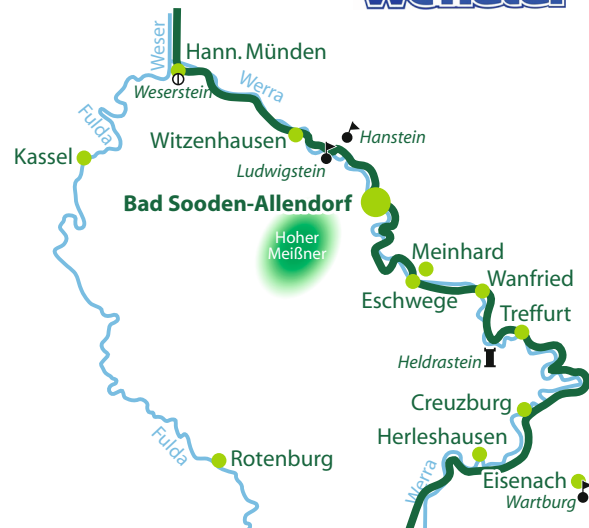 Weser
Hann. Münden
Weserstein
Werra
Fulda
Witzenhausen
Hanstein
Kassel
Ludwigstein
Bad Sooden-Allendorf
Hoher
Meißner
Meinhard
Wanfried
Eschwege
Treffurt
Heldrastein
Creuzburg
Herleshausen
Fulda
Rotenburg
Werra
Eisenach
Wartburg